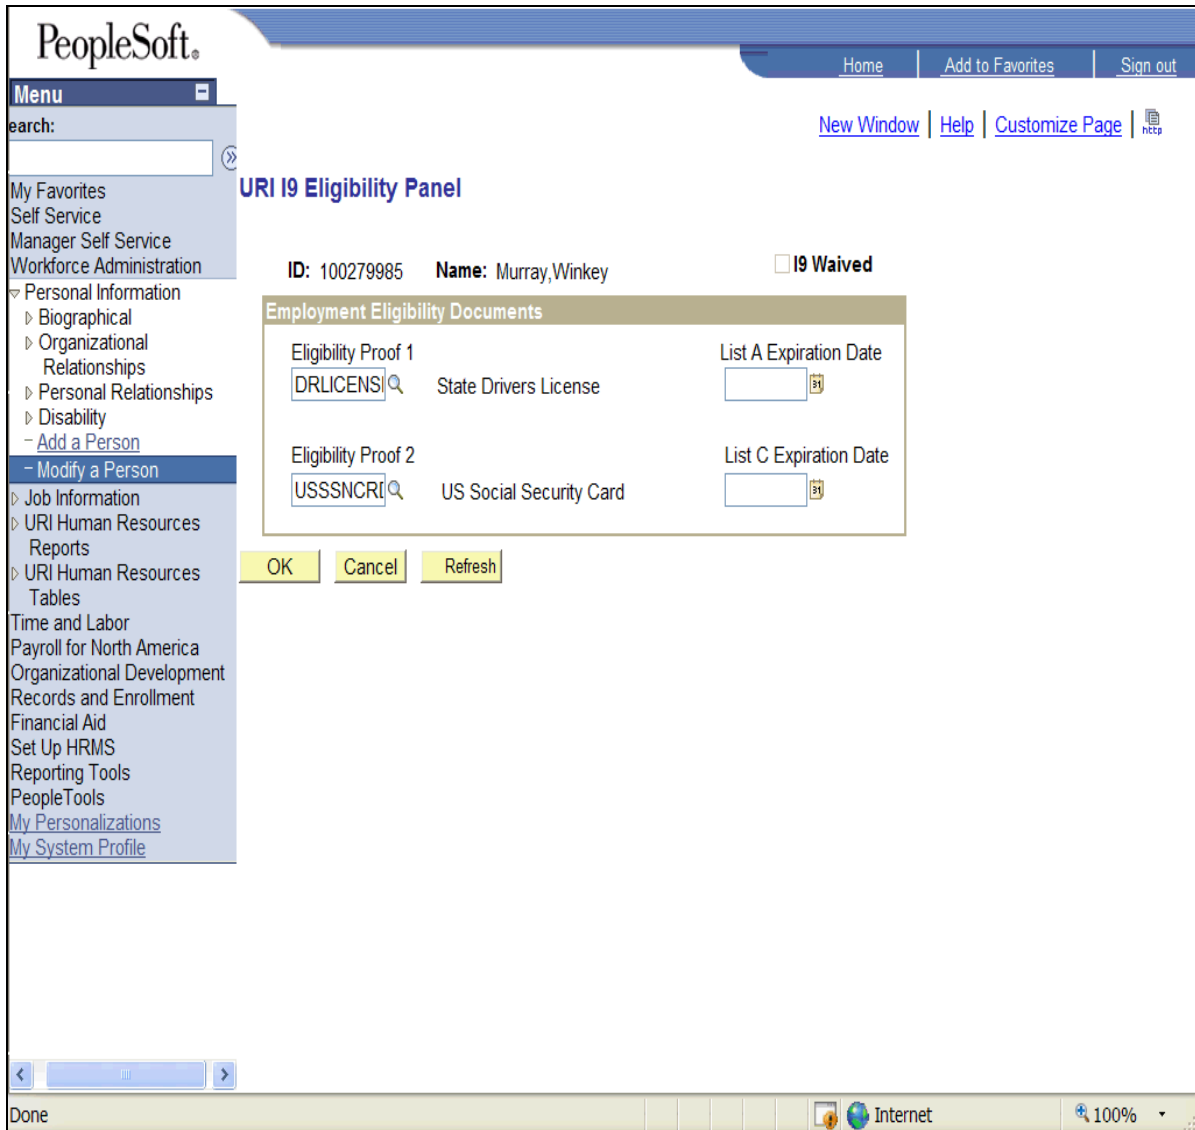 PeopleSoft®
Home
Add to Favorites
Sign out
Menu
earch:
New Window | Help | Customize Page | http
My Favorites
Self Service
Manager Self Service
Workforce Administration
Personal Information
Biographical
Organizational
Relationships
Personal Relationships
Disability
Add a Person
Modify a Person
Job Information
URI Human Resources
Reports
URI Human Resources
Tables
Time and Labor
Payroll for North America
Organizational Development
Records and Enrollment
Financial Aid
Set Up HRMS
Reporting Tools
PeopleTools
My Personalizations
My System Profile
URI I9 Eligibility Panel
ID: 100279985 Name: Murray,Winkey I9 Waived
Employment Eligibility Documents
Eligibility Proof 1 List A Expiration Date
DRLICENS State Drivers License
Eligibility Proof 2 List C Expiration Date
USSSNCR US Social Security Card
OK Cancel Refresh
Done Internet 100%